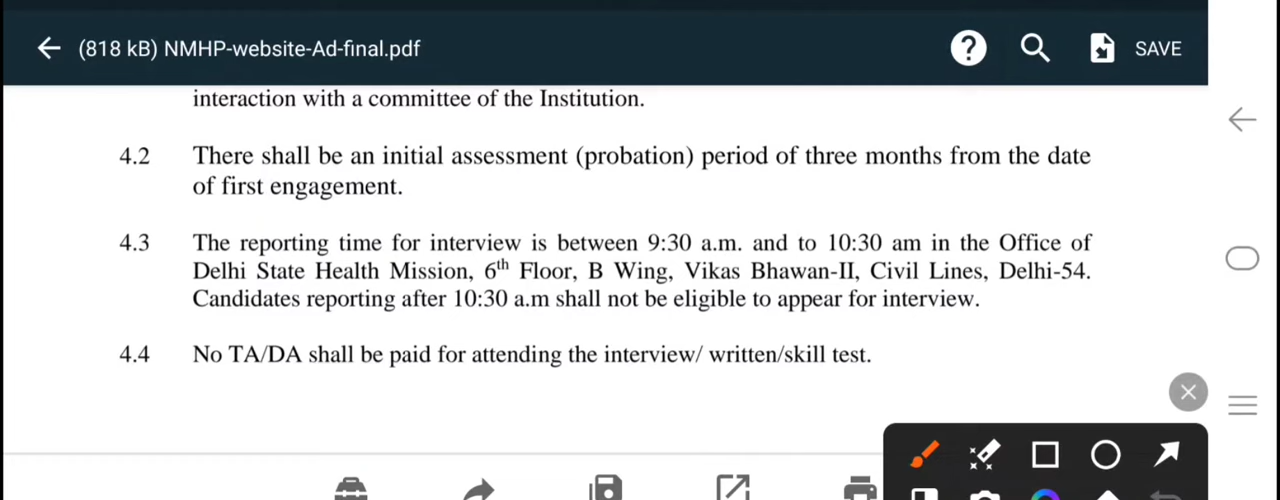 (818 kB) NMHP-website-Ad-final.pdf
SAVE
interaction with a committee of the Institution.
4.2 There shall be an initial assessment (probation) period of three months from the date
of first engagement.
4.3 The reporting time for interview is between 9:30 a.m. and to 10:30 am in the Office of
Delhi State Health Mission, 6th Floor, B Wing, Vikas Bhawan-II, Civil Lines, Delhi-54.
Candidates reporting after 10:30 a.m shall not be eligible to appear for interview.
4.4 No TA/DA shall be paid for attending the interview/ written/skill test.